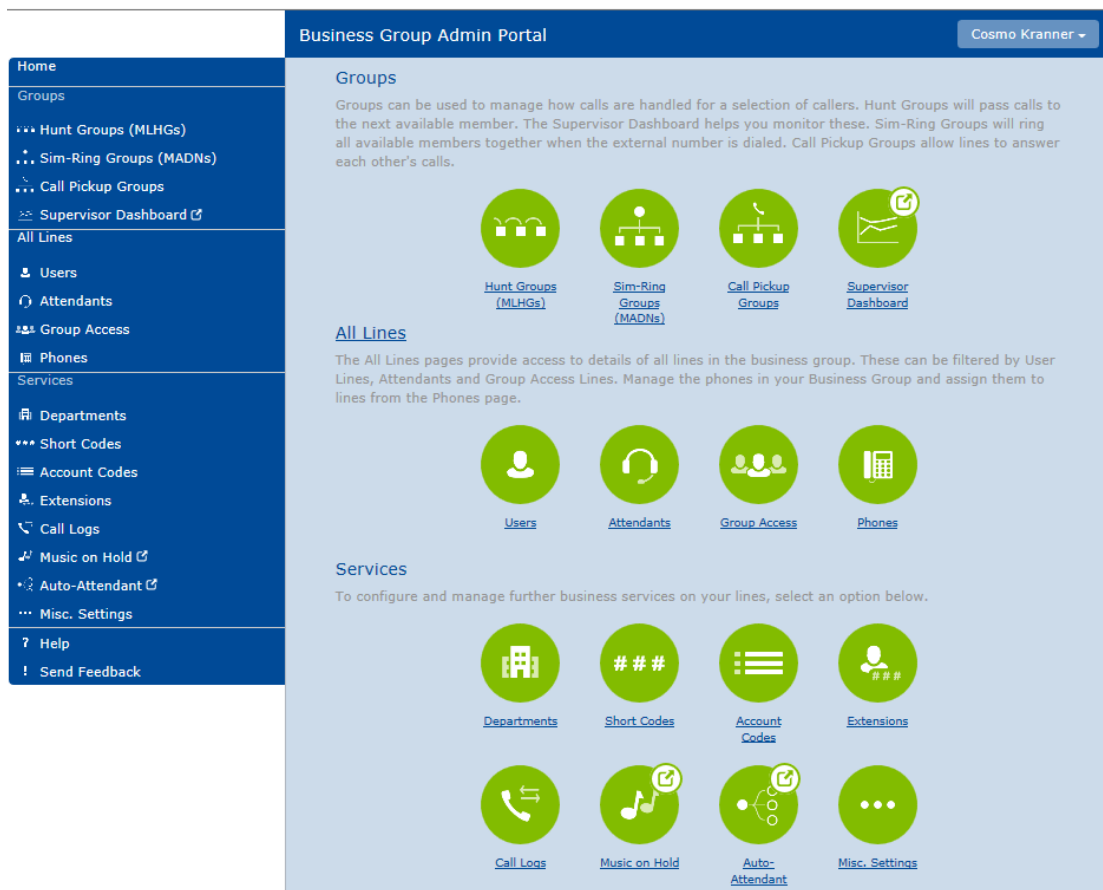 Business Group Admin Portal
Cosmo Kranner
Home
Groups
Hunt Groups (MLHGs)
Sim-Ring Groups (MADNs)
Call Pickup Groups
Supervisor Dashboard
All Lines
Users
Attendants
Group Access
Phones
Services
Departments
### Short Codes
Account Codes
Extensions
Call Logs
Music on Hold
Auto-Attendant
... Misc. Settings
? Help
! Send Feedback
Groups
Groups can be used to manage how calls are handled for a selection of callers. Hunt Groups will pass calls to
the next available member. The Supervisor Dashboard helps you monitor these. Sim-Ring Groups will ring
all available members together when the external number is dialed. Call Pickup Groups allow lines to answer
each other's calls.
Hunt Groups
(MLHGs)
Sim-Ring
Groups
(MADNs)
Call Pickup
Groups
Supervisor
Dashboard
All Lines
The All Lines pages provide access to details of all lines in the business group. These can be filtered by User
Lines, Attendants and Group Access Lines. Manage the phones in your Business Group and assign them to
lines from the Phones page.
Users
Attendants
Group Access
Phones
Services
To configure and manage further business services on your lines, select an option below.
Departments
###
Short Codes
Account
Codes
###
Extensions
Call Logs
Music on Hold
Auto-
Attendant
Misc. Settings